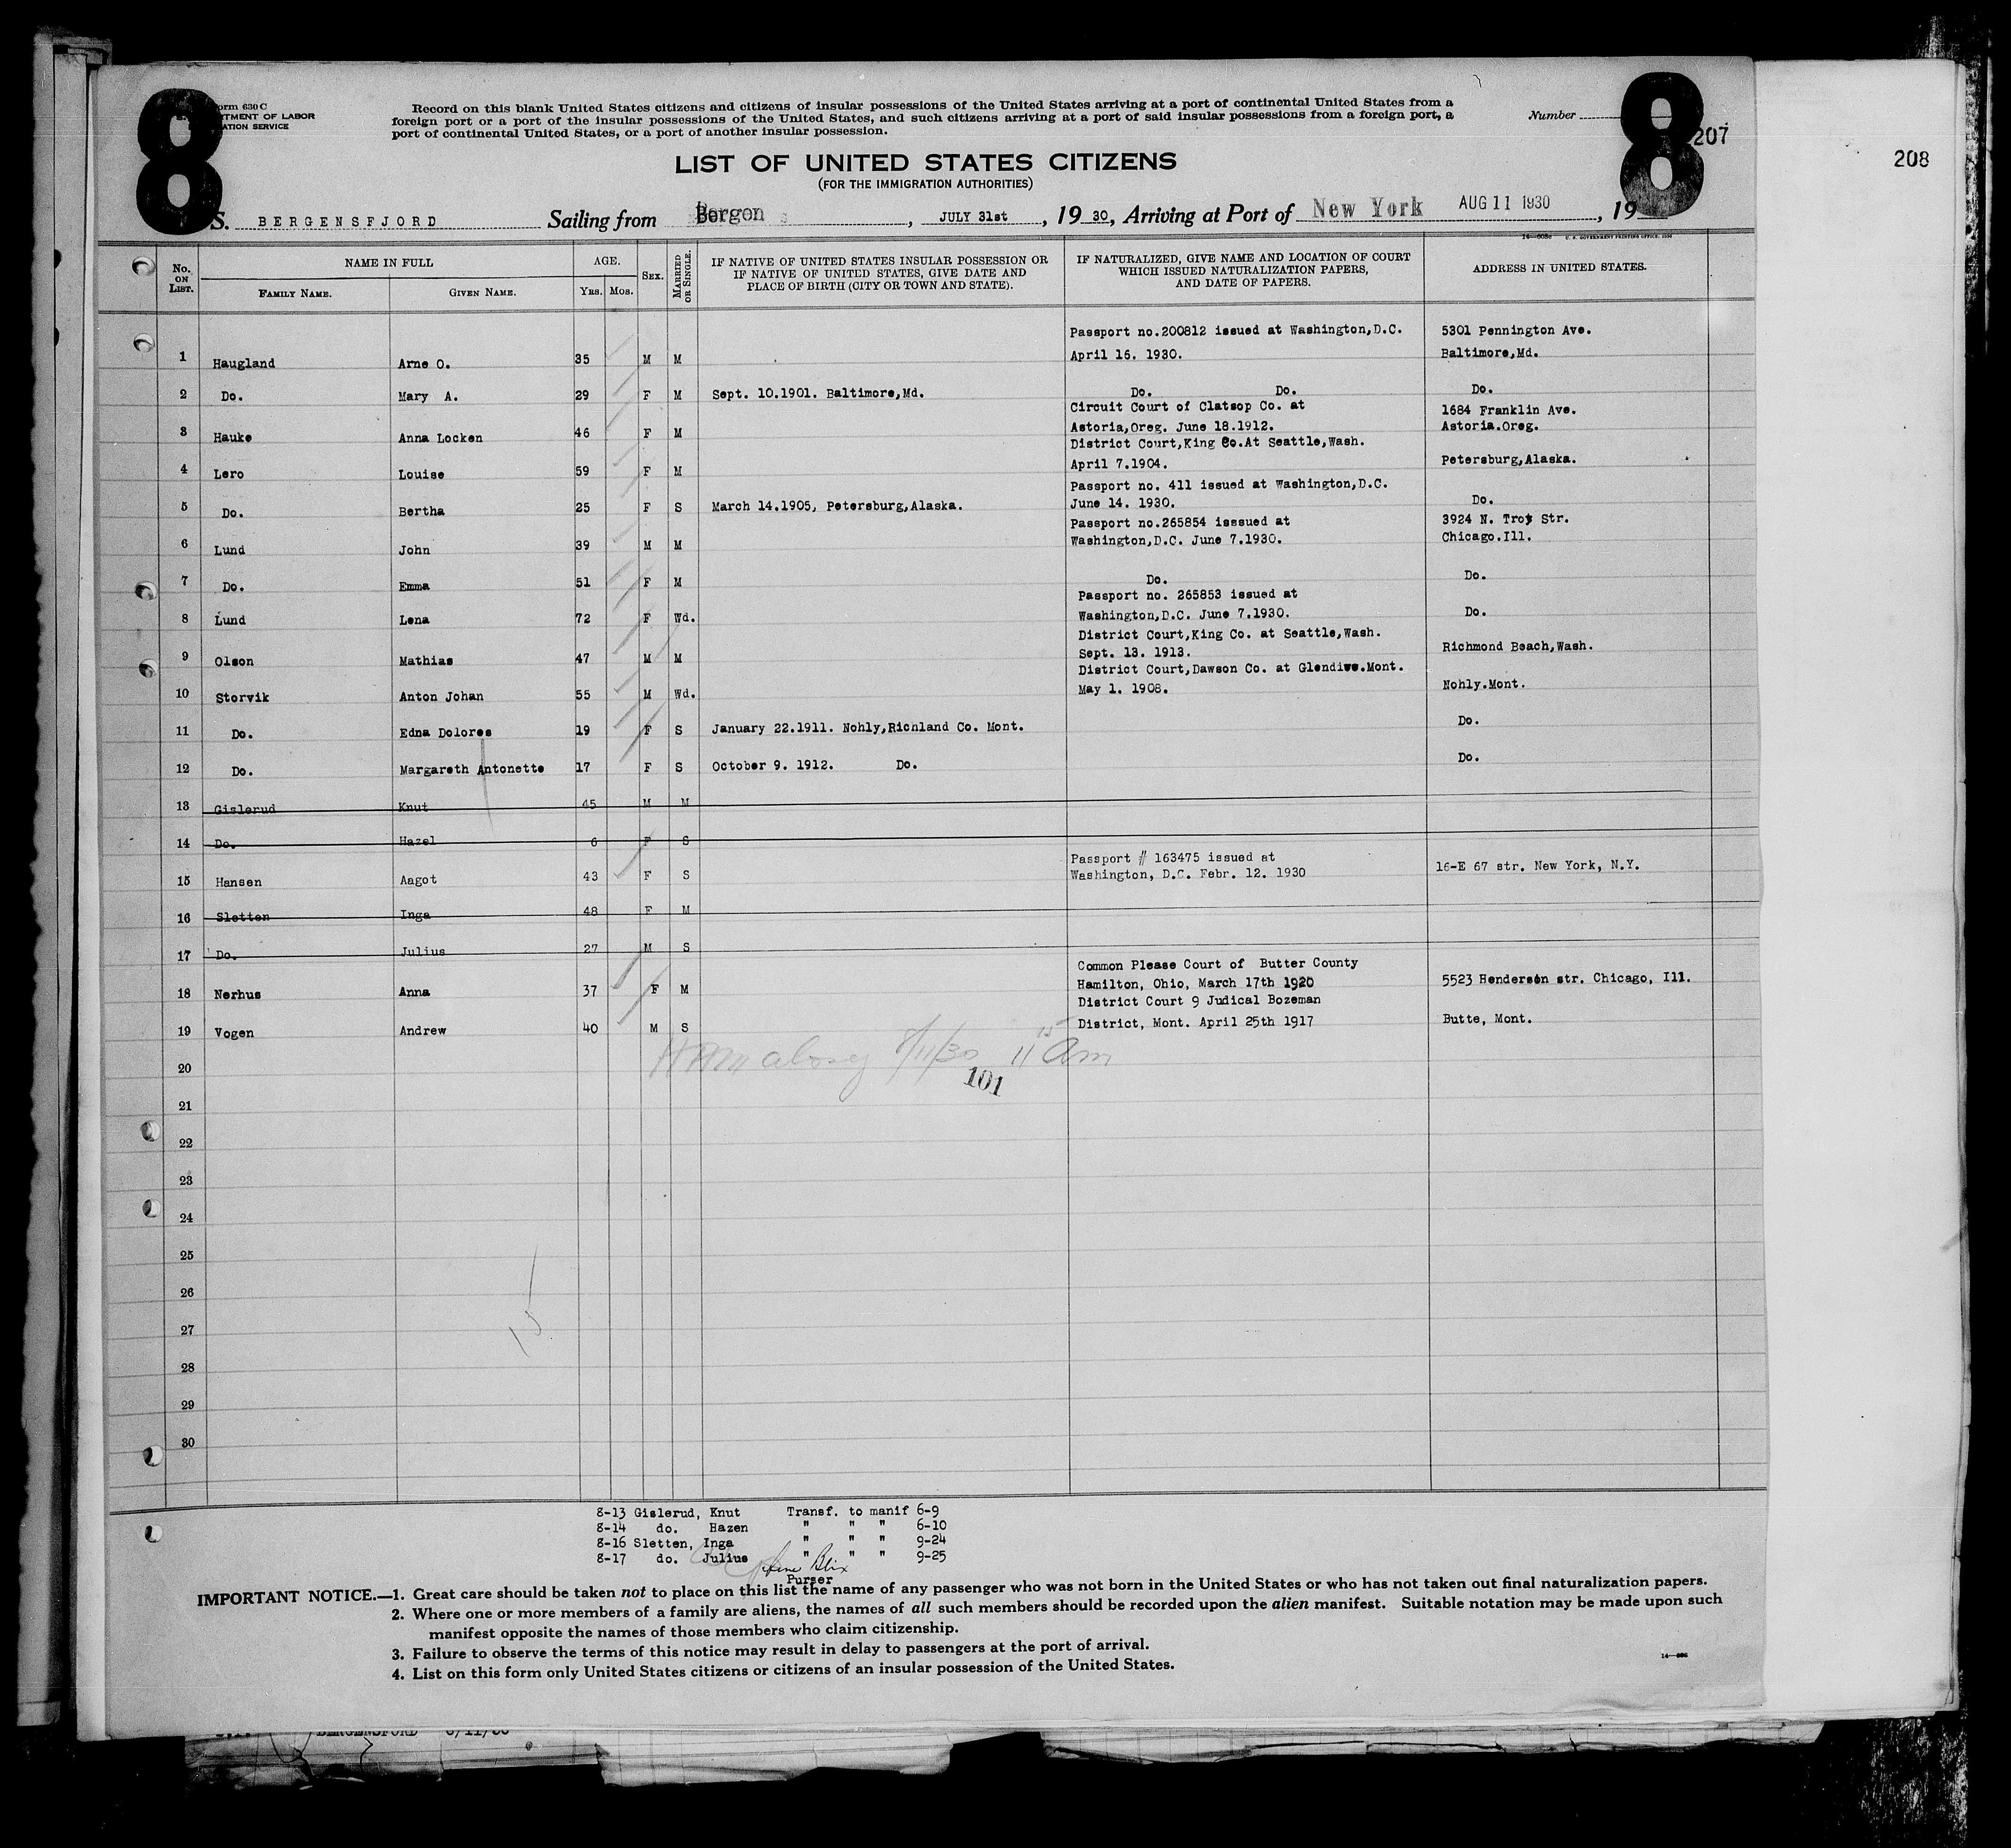 8
orm 630 C
TMENT OF LABOR
ATION SERVICE
Record on this blank United States citizens and citizens of insular possessions of the United States arriving at a port of continental United States from a
foreign port or a port of the insular possessions of the United States, and such citizens arriving at a port of said insular possessions from a foreign port, a
port of continental United States, or a port of another insular possession.
Number
8
207
208
LIST OF UNITED STATES CITIZENS
(FOR THE IMMIGRATION AUTHORITIES)
S. BERGENSFJORD Sailing from Bergen, JULY 31st, 19 30, Arriving at Port of New York AUG 11 1930, 19
No. ON LIST. NAME IN FULL AGE. SEX. MARRIED OR SINGLE. IF NATIVE OF UNITED STATES INSULAR POSSESSION OR IF NATIVE OF UNITED STATES, GIVE DATE AND PLACE OF BIRTH (CITY OR TOWN AND STATE). IF NATURALIZED, GIVE NAME AND LOCATION OF COURT WHICH ISSUED NATURALIZATION PAPERS, AND DATE OF PAPERS. ADDRESS IN UNITED STATES.
FAMILY NAME. GIVEN NAME. YRS. MOS.
Passport no.200812 issued at Washington,D.C. 5301 Pennington Ave.
1 Haugland Arne O. 35 M M April 16. 1930. Baltimore,Md.
2 Do. Mary A. 29 F M Sept. 10.1901. Baltimore,Md. Do. Do. Do.
Circuit Court of Clatsop Co. at 1684 Franklin Ave.
3 Hauke Anna Locken 46 F M Astoria,Oreg. June 18.1912. Astoria.Oreg.
District Court,King Co.At Seattle,Wash.
4 Lero Louise 59 F M April 7.1904. Petersburg,Alaska.
Passport no. 411 issued at Washington,D.C.
5 Do. Bertha 25 F S March 14.1905, Petersburg,Alaska. June 14. 1930. Do.
Passport no.265854 isssued at 3924 N. Troy Str.
6 Lund John 39 M M Washington,D.C. June 7.1930. Chicago.Ill.
7 Do. Emma 51 F M Do. Do.
Passport no. 265853 issued at
8 Lund Lena 72 F Wd. Washington,D.C. June 7.1930. Do.
District Court,King Co. at Seattle,Wash.
9 Olson Mathias 47 M M Sept. 13. 1913. Richmond Beach,Wash.
District Court,Dawson Co. at Glendive.Mont.
10 Storvik Anton Johan 55 M Wd. May 1. 1908. Nohly.Mont.
11 Do. Edna Dolores 19 F S January 22.1911. Nohly,Richland Co. Mont. Do.
12 Do. Margareth Antonette 17 F S October 9. 1912. Do. Do.
13 Gislerud Knut 45 M M
14 Do. Hazel 6 F S
Passport # 163475 issued at
15 Hansen Aagot 43 F S Washington, D.C. Febr. 12. 1930 16-E 67 str. New York, N.Y.
16 Sletten Inga 48 F M
17 Do. Julius 27 M S
Common Please Court of Butter County
18 Nerhus Anna 37 F M Hamilton, Ohio, March 17th 1920 5523 Henderson str. Chicago, Ill.
District Court 9 Judical Bozeman
19 Vogen Andrew 40 M S District, Mont. April 25th 1917 Butte, Mont.
8/11/30 11 15 Am
20
101
21
22
23
24
25
26
27
15
28
29
30
8-13 Gislerud, Knut Transf. to manif 6-9
8-14 do. Hazen " " " 6-10
8-16 Sletten, Inga " " " 9-24
8-17 do. Julius " " " 9-25
Purser
IMPORTANT NOTICE.—1. Great care should be taken not to place on this list the name of any passenger who was not born in the United States or who has not taken out final naturalization papers.
2. Where one or more members of a family are aliens, the names of all such members should be recorded upon the alien manifest. Suitable notation may be made upon such
manifest opposite the names of those members who claim citizenship.
3. Failure to observe the terms of this notice may result in delay to passengers at the port of arrival.
4. List on this form only United States citizens or citizens of an insular possession of the United States.